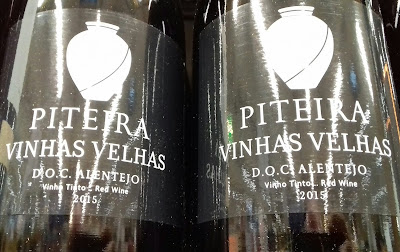 PITEIRA
VINHAS VELHAS
D.O.C. ALENTEJO
Vinho Tinto... Red Wine
2015
PITEIRA
VINHAS VELHAS
D.O.C. ALENTEJO
Vinho Tinto... Red Wine
2015